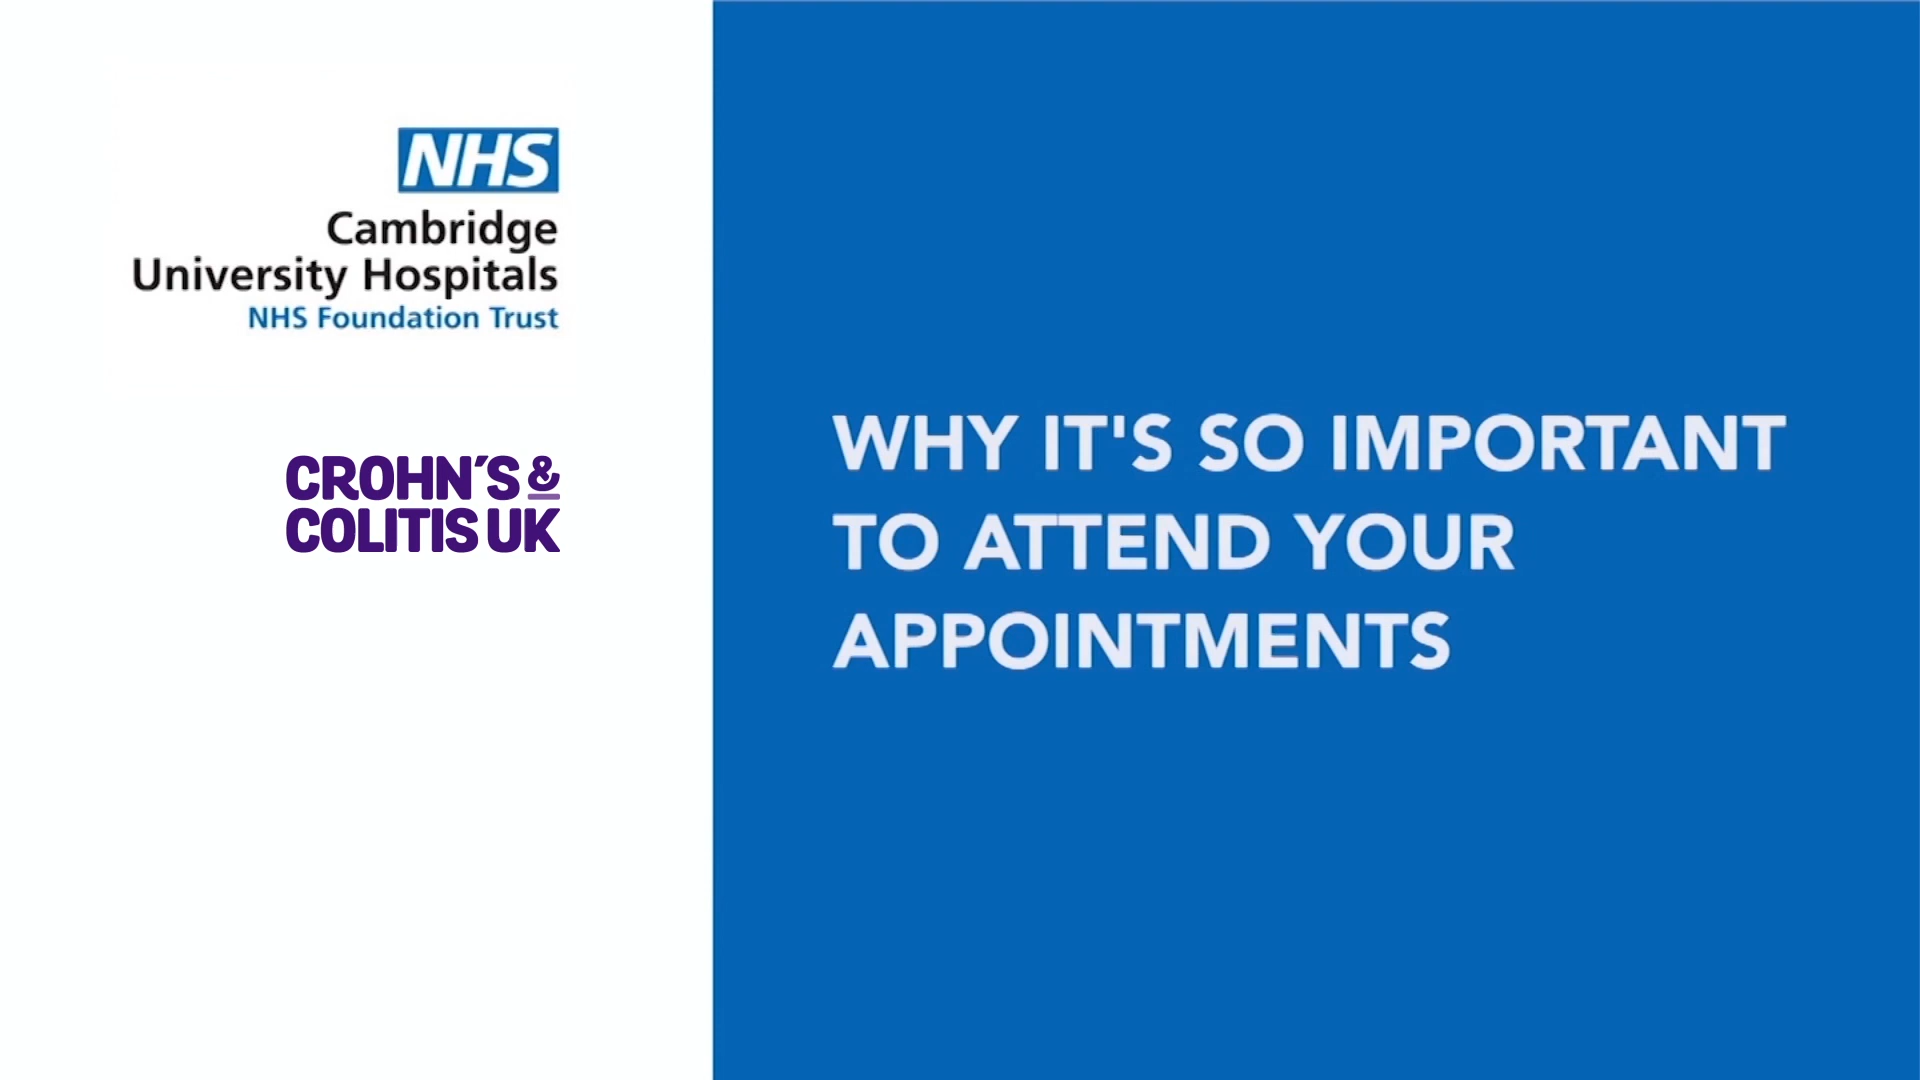 NHS
Cambridge
University Hospitals
NHS Foundation Trust
CROHN'S &
COLITIS UK
WHY IT'S SO IMPORTANT
TO ATTEND YOUR
APPOINTMENTS